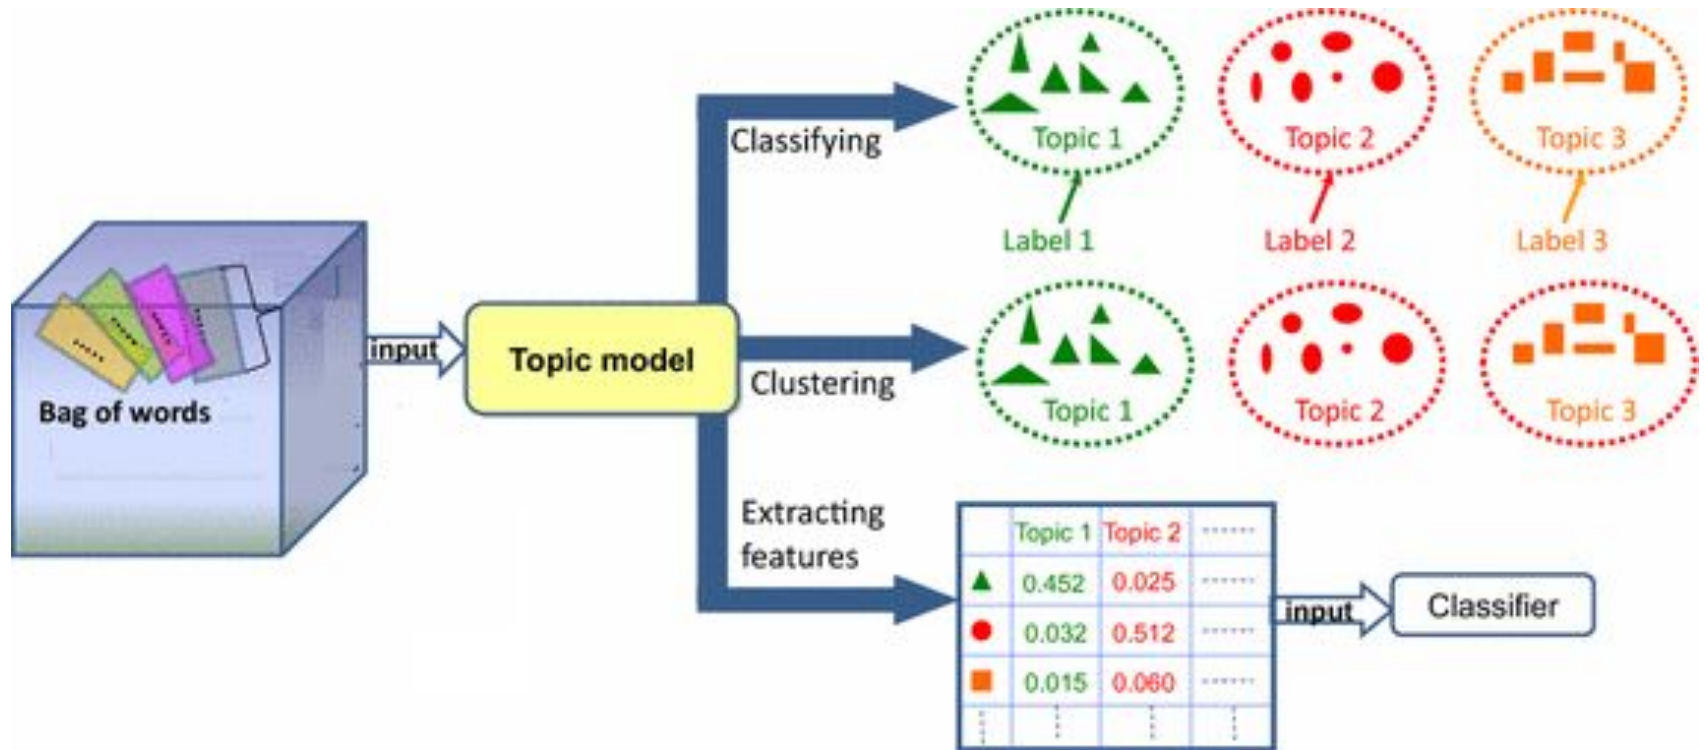 Classifying
Topic 1
Topic 2
Topic 3
Label 1
Label 2
Label 3
Bag of words
input
Topic model
Clustering
Topic 1
Topic 2
Topic 3
Extracting
features
Topic 1 Topic 2 ......
0.452 0.025 ......
0.032 0.512 ......
0.015 0.060 ......
input
Classifier